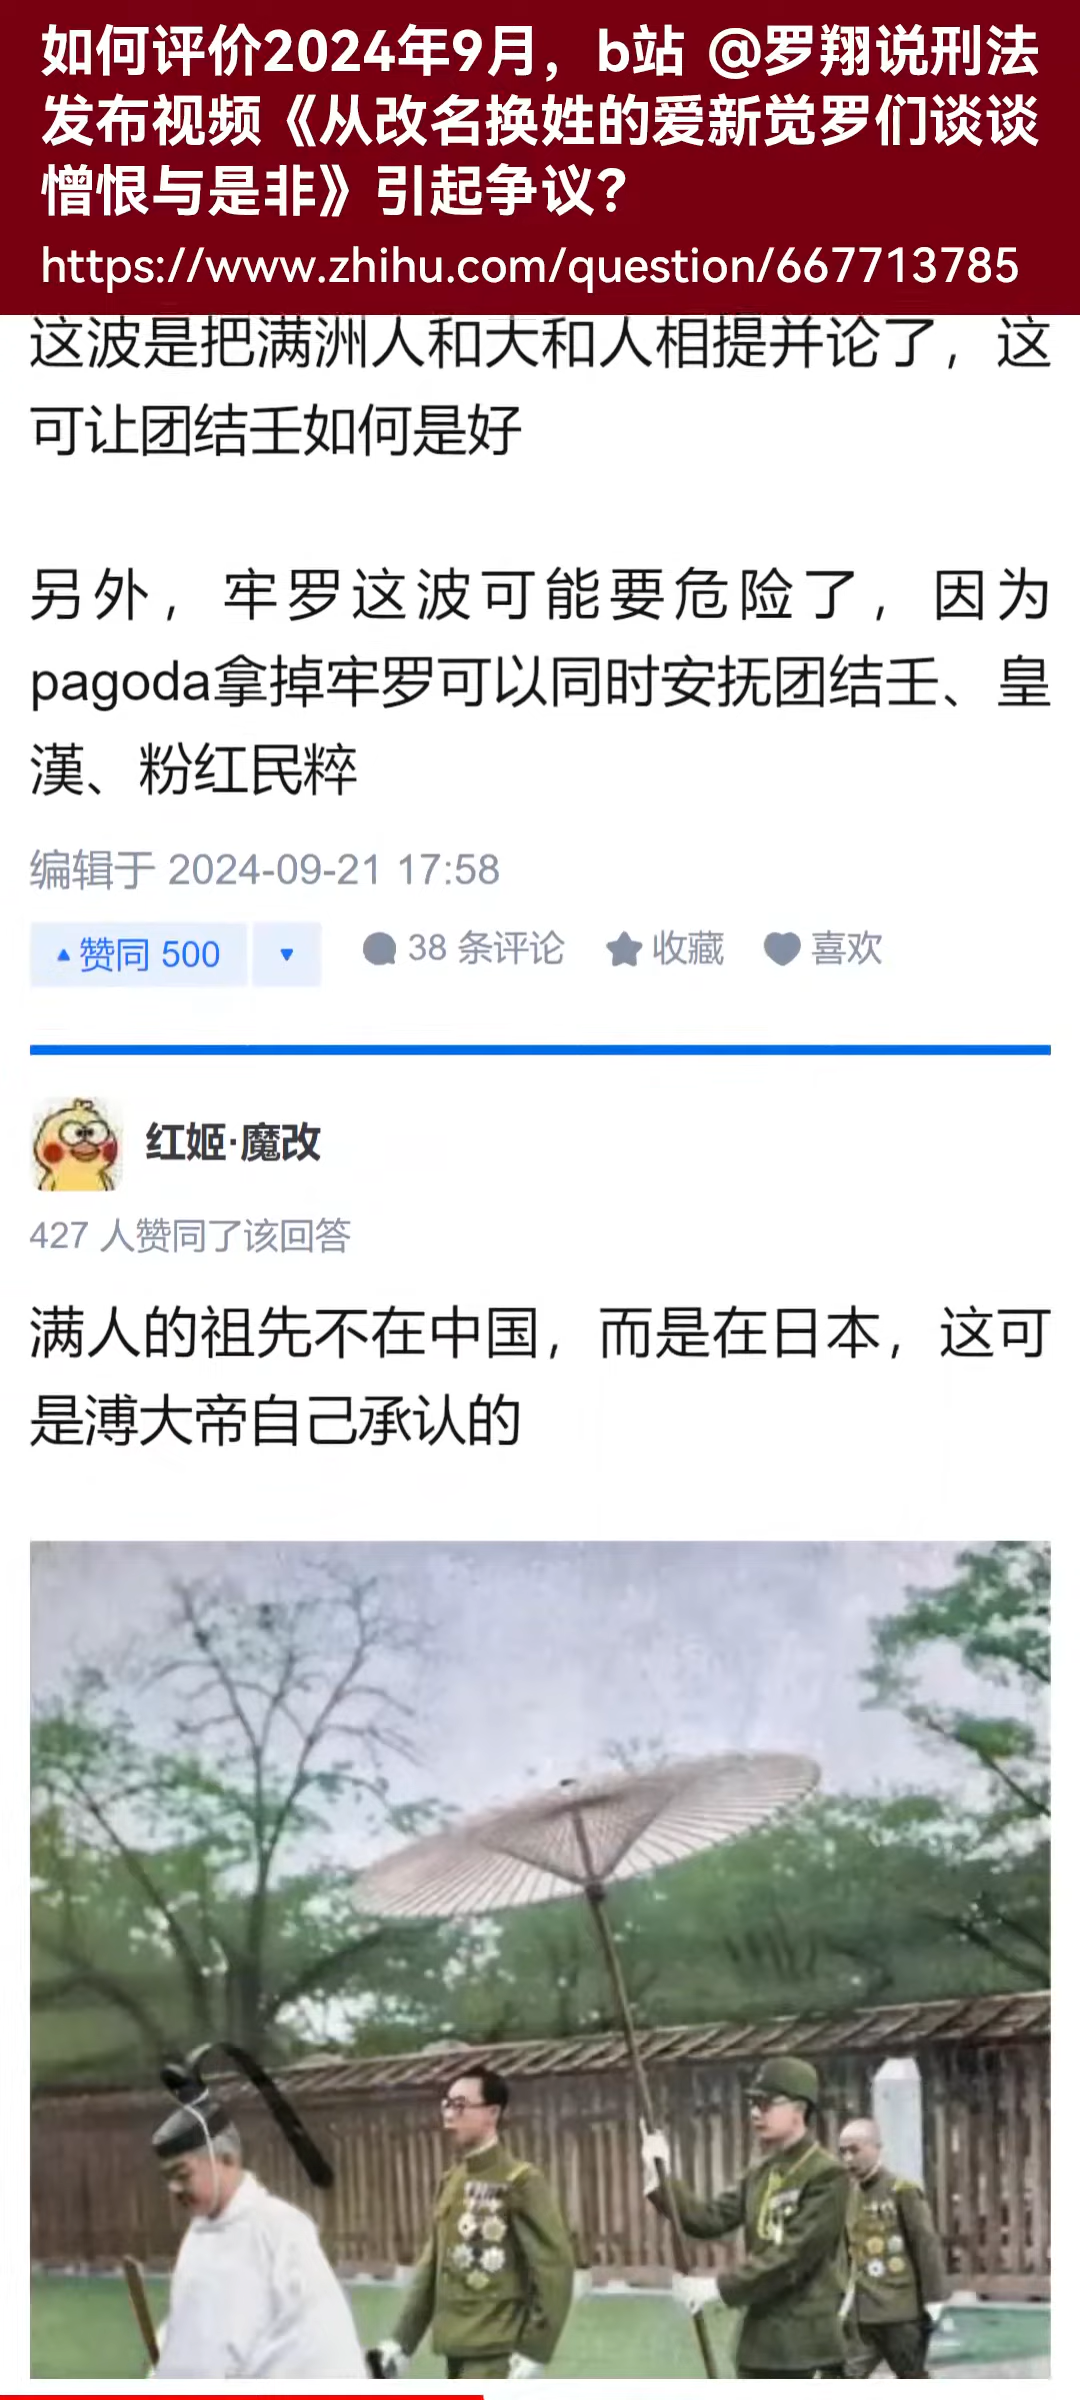 如何评价2024年9月，b站 @罗翔说刑法
发布视频《从改名换姓的爱新觉罗们谈谈
憎恨与是非》引起争议？
https://www.zhihu.com/question/667713785
这波是把满洲人和大和人相提并论了，这
可让团结壬如何是好
另外，牢罗这波可能要危险了，因为
pagoda拿掉牢罗可以同时安抚团结壬、皇
漢、粉红民粹
编辑于 2024-09-21 17:58
赞同 500 38 条评论 收藏 喜欢
红姬·魔改
427 人赞同了该回答
满人的祖先不在中国，而是在日本，这可
是溥大帝自己承认的